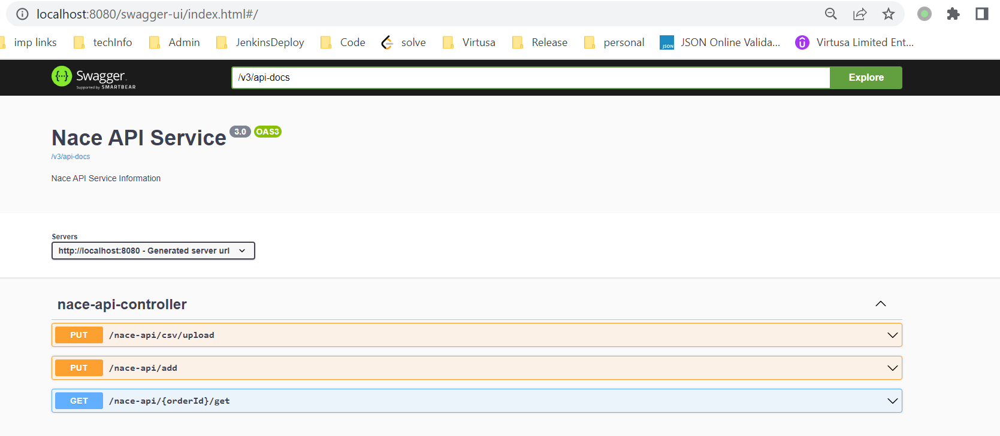 localhost:8080/swagger-ui/index.html#/
imp links techInfo Admin JenkinsDeploy Code solve Virtusa Release personal JSON JSON Online Valida... Virtusa Limited Ent...
{···} Swagger. /v3/api-docs Explore
Supported by SMARTBEAR
Nace API Service 3.0 OAS3
/v3/api-docs
Nace API Service Information
Servers
http://localhost:8080 - Generated server url
nace-api-controller
PUT /nace-api/csv/upload
PUT /nace-api/add
GET /nace-api/{orderId}/get